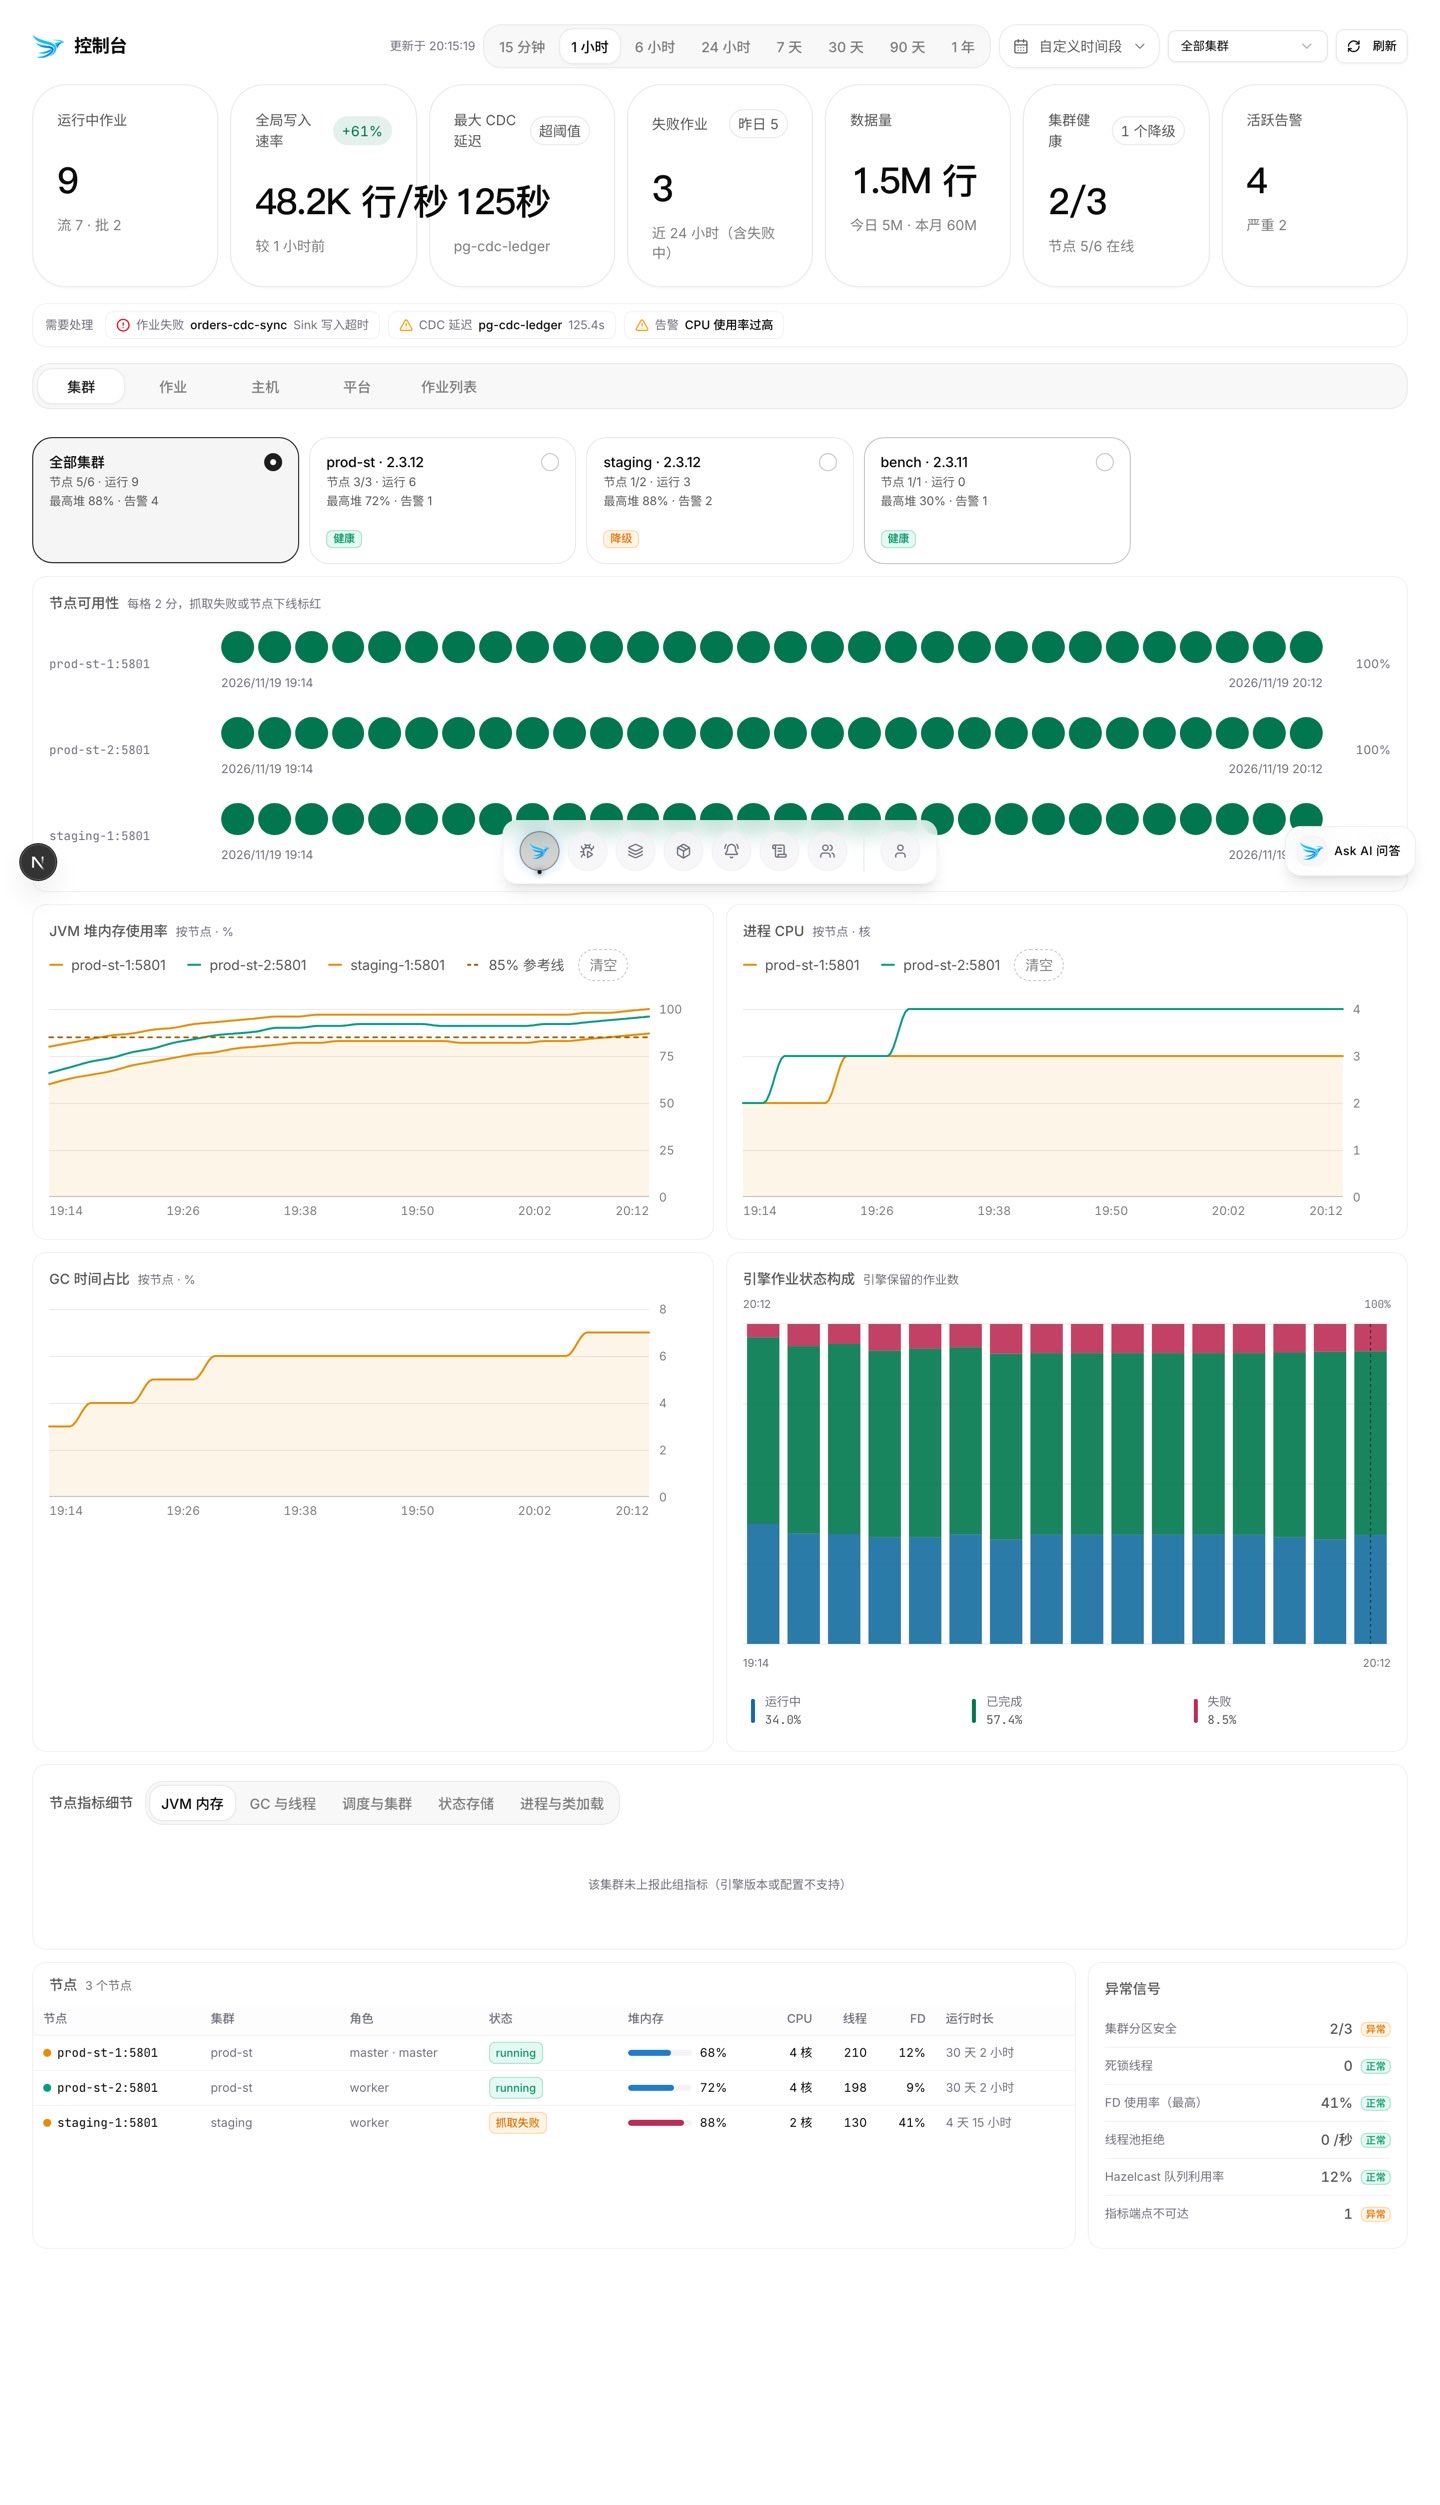 控制台
更新于 20:15:19
15 分钟 1 小时 6 小时 24 小时 7 天 30 天 90 天 1 年
自定义时间段
全部集群
刷新
运行中作业
9
流 7 · 批 2
全局写入
速率
+61%
48.2K 行/秒
较 1 小时前
最大 CDC
延迟
超阈值
125秒
pg-cdc-ledger
失败作业
昨日 5
3
近 24 小时（含失败
中）
数据量
1.5M 行
今日 5M · 本月 60M
集群健
康
1 个降级
2/3
节点 5/6 在线
活跃告警
4
严重 2
需要处理
作业失败 orders-cdc-sync Sink 写入超时
CDC 延迟 pg-cdc-ledger 125.4s
告警 CPU 使用率过高
集群 作业 主机 平台 作业列表
全部集群
节点 5/6 · 运行 9
最高堆 88% · 告警 4
prod-st · 2.3.12
节点 3/3 · 运行 6
最高堆 72% · 告警 1
健康
staging · 2.3.12
节点 1/2 · 运行 3
最高堆 88% · 告警 2
降级
bench · 2.3.11
节点 1/1 · 运行 0
最高堆 30% · 告警 1
健康
节点可用性 每格 2 分，抓取失败或节点下线标红
prod-st-1:5801
100%
2026/11/19 19:14 2026/11/19 20:12
prod-st-2:5801
100%
2026/11/19 19:14 2026/11/19 20:12
staging-1:5801
2026/11/19 19:14 2026/11/19
N
Ask AI 问答
JVM 堆内存使用率 按节点 · %
prod-st-1:5801 prod-st-2:5801 staging-1:5801 85% 参考线 清空
100
75
50
25
0
19:14 19:26 19:38 19:50 20:02 20:12
进程 CPU 按节点 · 核
prod-st-1:5801 prod-st-2:5801 清空
4
3
2
1
0
19:14 19:26 19:38 19:50 20:02 20:12
GC 时间占比 按节点 · %
8
6
4
2
0
19:14 19:26 19:38 19:50 20:02 20:12
引擎作业状态构成 引擎保留的作业数
20:12 100%
19:14 20:12
运行中
34.0%
已完成
57.4%
失败
8.5%
节点指标细节
JVM 内存 GC 与线程 调度与集群 状态存储 进程与类加载
该集群未上报此组指标（引擎版本或配置不支持）
节点 3 个节点
节点 集群 角色 状态 堆内存 CPU 线程 FD 运行时长
prod-st-1:5801 prod-st master · master running 68% 4 核 210 12% 30 天 2 小时
prod-st-2:5801 prod-st worker running 72% 4 核 198 9% 30 天 2 小时
staging-1:5801 staging worker 抓取失败 88% 2 核 130 41% 4 天 15 小时
异常信号
集群分区安全 2/3 异常
死锁线程 0 正常
FD 使用率（最高） 41% 正常
线程池拒绝 0 /秒 正常
Hazelcast 队列利用率 12% 正常
指标端点不可达 1 异常